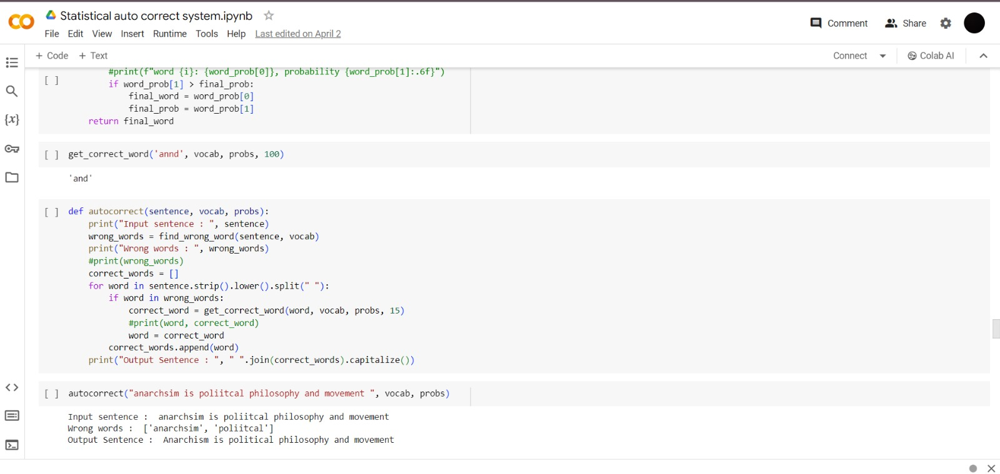 Statistical auto correct system.ipynb
File Edit View Insert Runtime Tools Help Last edited on April 2
Comment Share
+ Code + Text
Connect Colab AI
#print(f"word {i}: {word_prob[0]}, probability {word_prob[1]:.6f}")
[ ]
if word_prob[1] > final_prob:
final_word = word_prob[0]
final_prob = word_prob[1]
return final_word
[ ] get_correct_word('annd', vocab, probs, 100)
'and'
[ ] def autocorrect(sentence, vocab, probs):
print("Input sentence : ", sentence)
wrong_words = find_wrong_word(sentence, vocab)
print("Wrong words : ", wrong_words)
#print(wrong_words)
correct_words = []
for word in sentence.strip().lower().split(" "):
if word in wrong_words:
correct_word = get_correct_word(word, vocab, probs, 15)
#print(word, correct_word)
word = correct_word
correct_words.append(word)
print("Output Sentence : ", " ".join(correct_words).capitalize())
[ ] autocorrect("anarchsim is poliitcal philosophy and movement ", vocab, probs)
Input sentence :  anarchsim is poliitcal philosophy and movement
Wrong words :  ['anarchsim', 'poliitcal']
Output Sentence :  Anarchism is political philosophy and movement